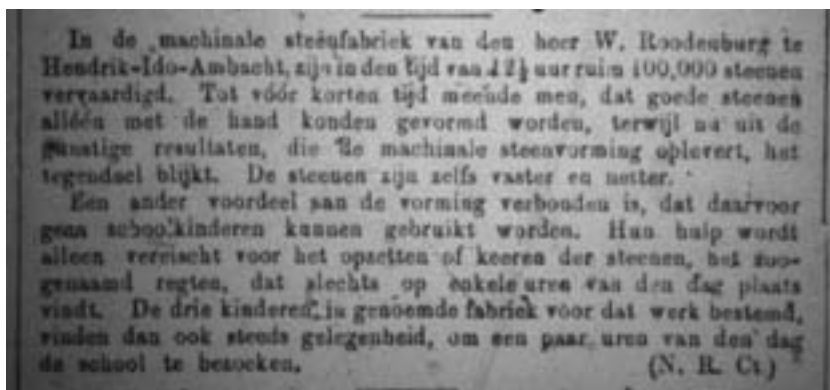 In de machinale steenfabriek van den heer W. Roodenburg te
Hendrik-Ido-Ambacht, zijn in den tijd van 12½ uur ruim 100,000 steenen
vervaardigd. Tot vóór korten tijd meende men, dat goede steenen
alléén met de hand konden gevormd worden, terwijl nu uit de
gunstige resultaten, die de machinale steenvorming oplevert, het
tegendeel blijkt. De steenen zijn zelfs vaster en netter.
Een ander voordeel aan de vorming verbonden is, dat daarvoor
geen schoolkinderen kunnen gebruikt worden. Hun hulp wordt
alleen vereischt voor het opzetten of keeren der steenen, het zoo-
genaamd regten, dat slechts op enkele uren van den dag plaats
vindt. De drie kinderen, in genoemde fabriek voor dat werk bestemd,
vinden dan ook steeds gelegenheid, om een paar uren van den dag
de school te bezoeken. (N. R. Ct.)